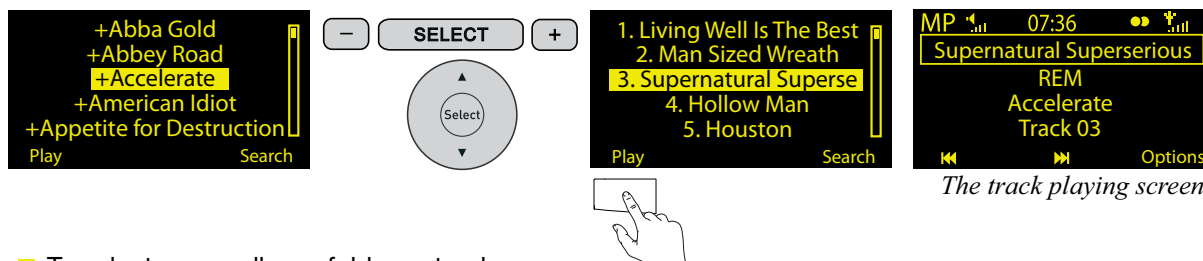 +Abba Gold
+Abbey Road
+Accelerate
+American Idiot
+Appetite for Destruction
Play Search
− SELECT +
Select
1. Living Well Is The Best
2. Man Sized Wreath
3. Supernatural Superse
4. Hollow Man
5. Houston
Play Search
MP 07:36
Supernatural Superserious
REM
Accelerate
Track 03
Options
The track playing screen